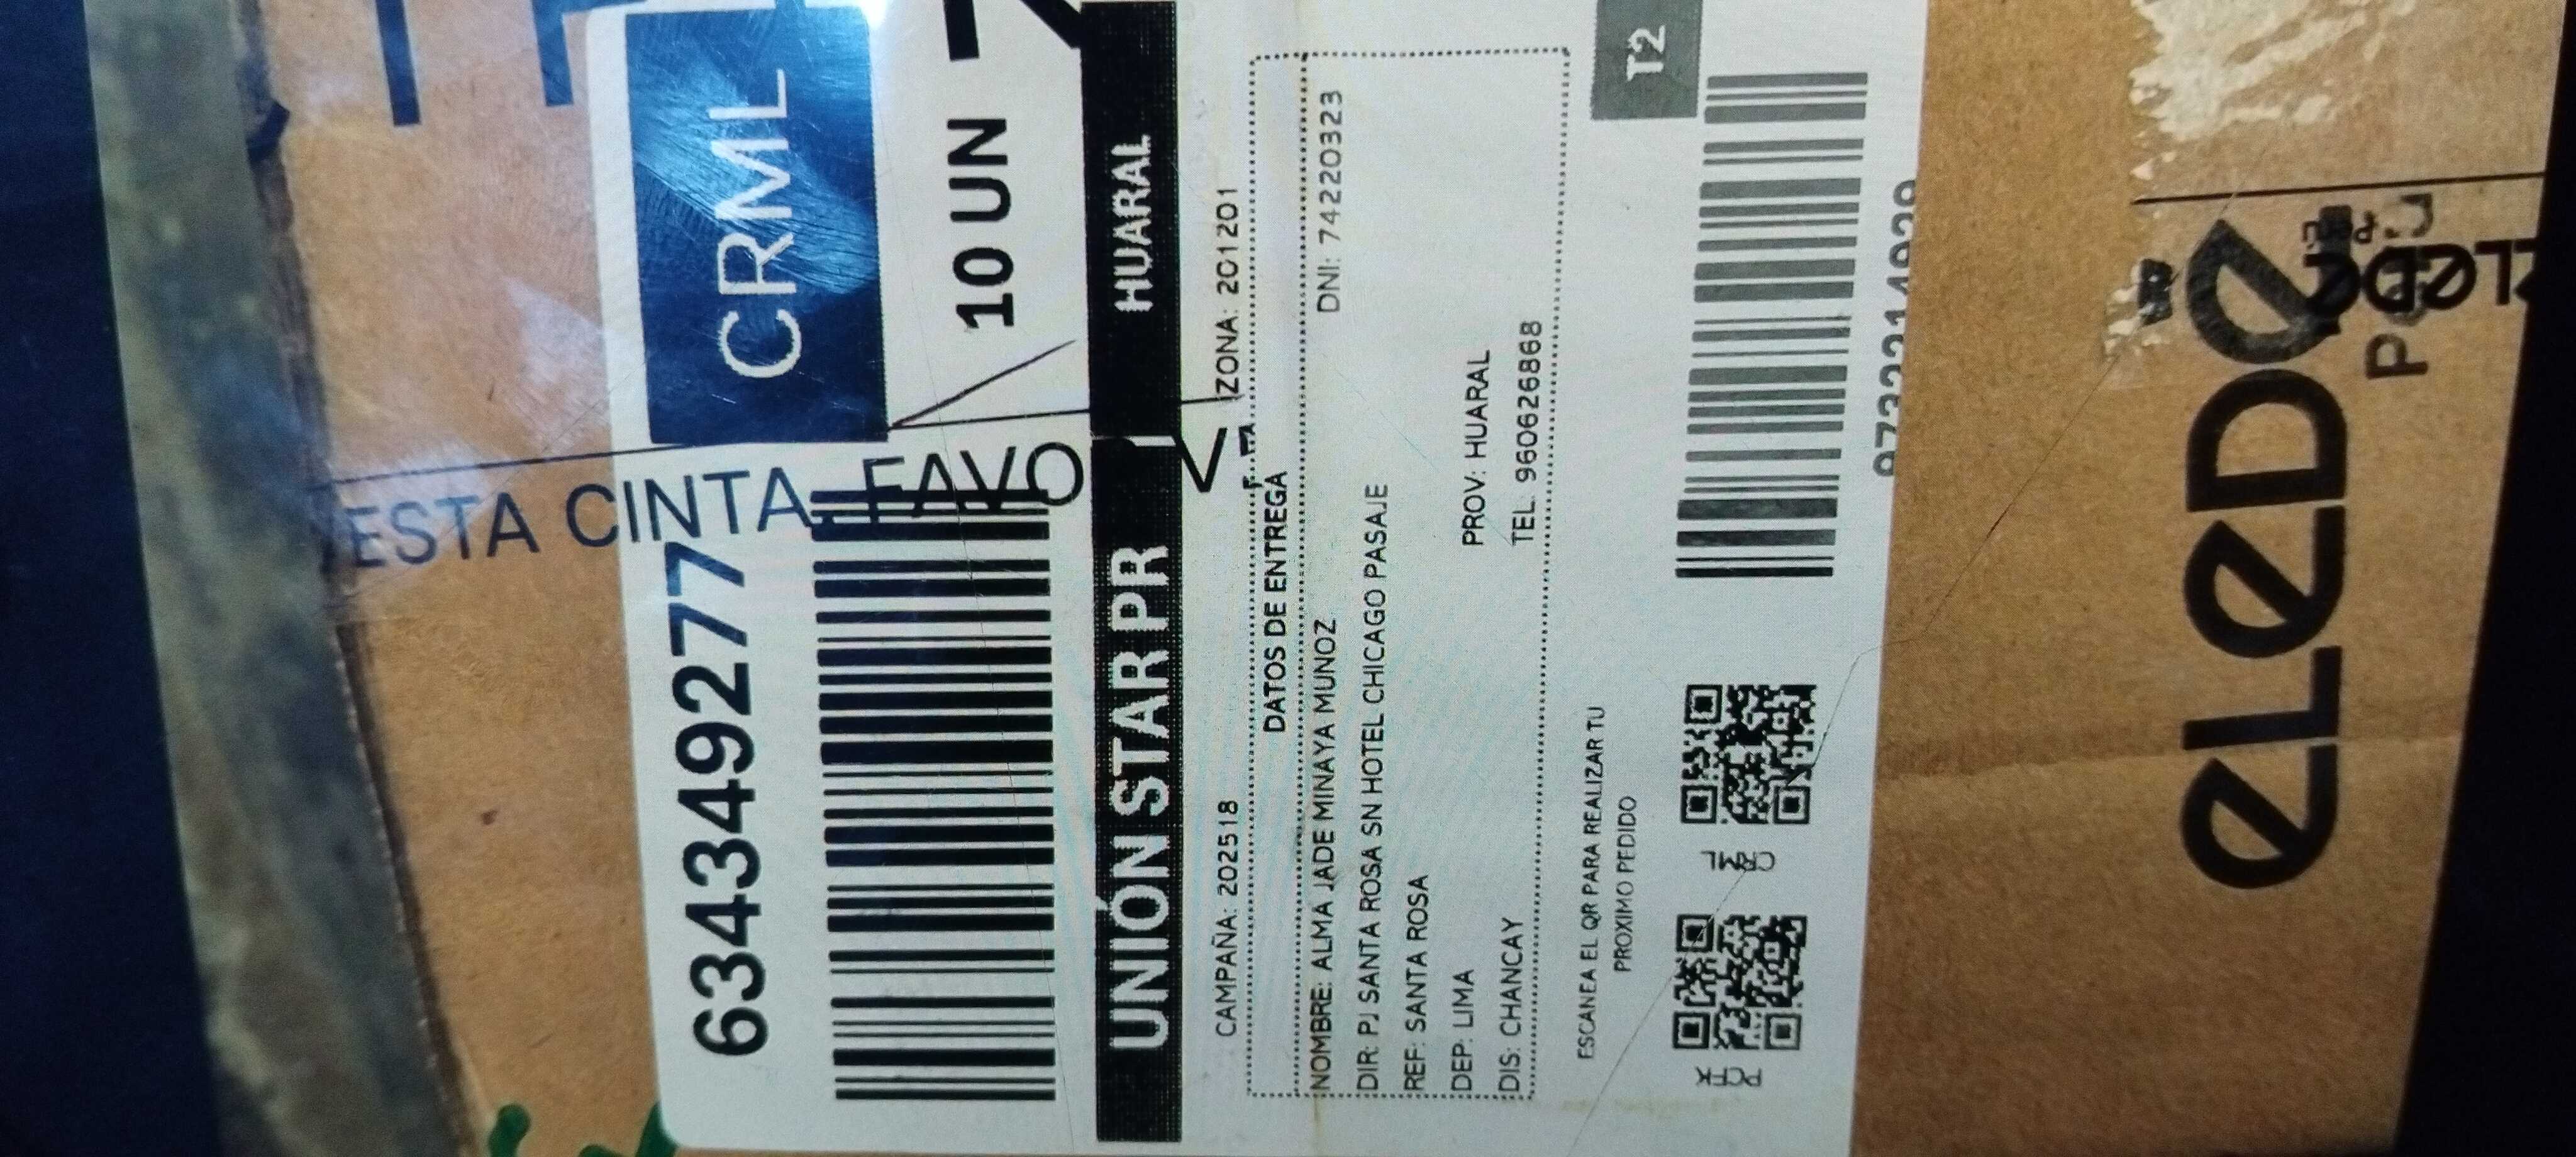 CRML
6343492777
10 UN
ESTA CINTA, FAVO
UNIÓN STAR PR HUARAL
CAMPAÑA: 202518 ZONA: 201201
DATOS DE ENTREGA
NOMBRE: ALMA JADE MINAYA MUNOZ DNI: 74220323
DIR: PJ SANTA ROSA SN HOTEL CHICAGO PASAJE
REF: SANTA ROSA
DEP: LIMA PROV: HUARAL
DIS: CHANCAY TEL. 960626868
ESCANEA EL QR PARA REALIZAR TU
PROXIMO PEDIDO
T2
PCFK CRML